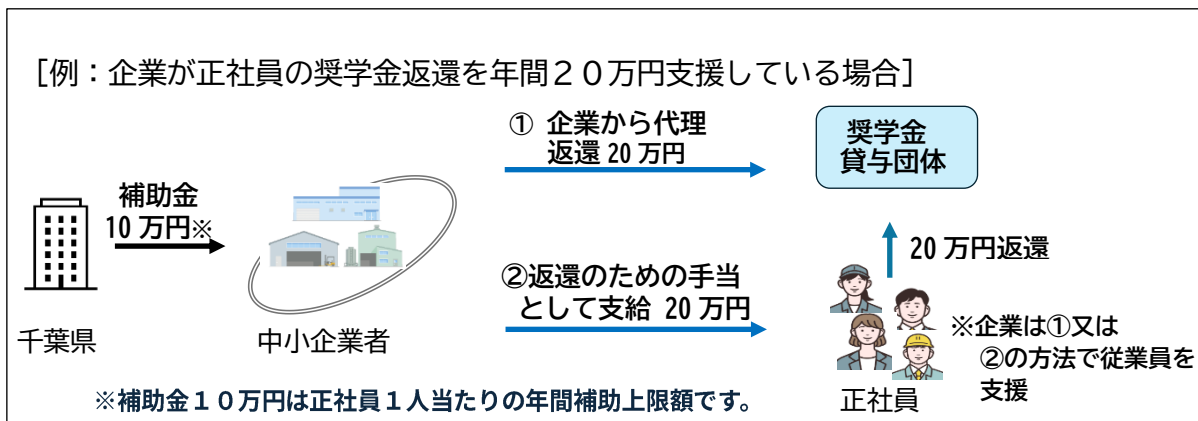 [例：企業が正社員の奨学金返還を年間２０万円支援している場合]
① 企業から代理
返還 20 万円
奨学金
貸与団体
補助金
10 万円※
20 万円返還
②返還のための手当
として支給 20 万円
※企業は①又は
②の方法で従業員を
支援
千葉県
中小企業者
正社員
※補助金１０万円は正社員１人当たりの年間補助上限額です。